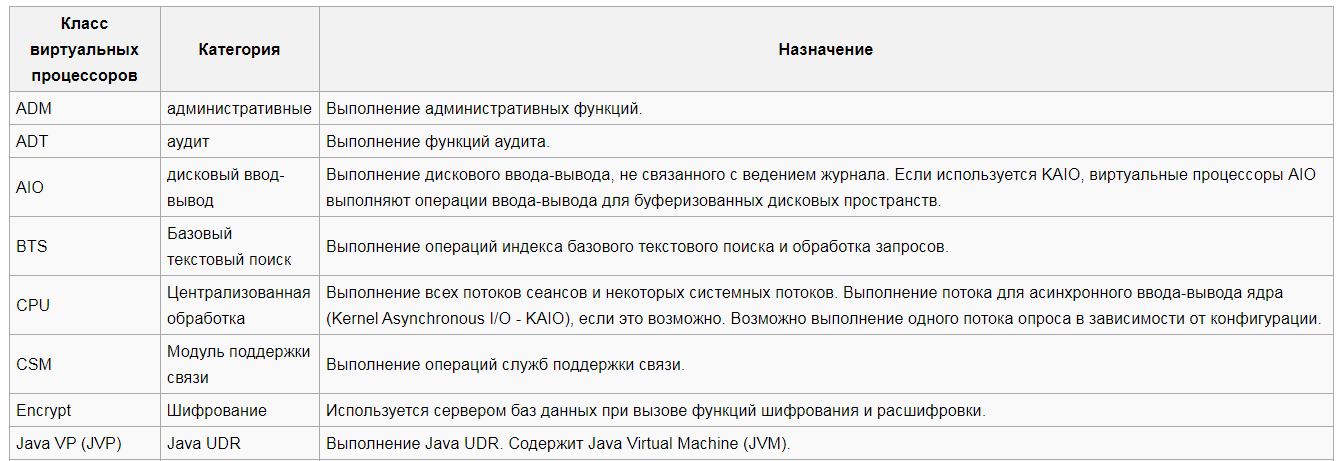 Класс
виртуальных
процессоров
Категория
Назначение
ADM
административные
Выполнение административных функций.
ADT
аудит
Выполнение функций аудита.
AIO
дисковый ввод-
вывод
Выполнение дискового ввода-вывода, не связанного с ведением журнала. Если используется KAIO, виртуальные процессоры AIO
выполняют операции ввода-вывода для буферизованных дисковых пространств.
BTS
Базовый
текстовый поиск
Выполнение операций индекса базового текстового поиска и обработка запросов.
CPU
Централизованная
обработка
Выполнение всех потоков сеансов и некоторых системных потоков. Выполнение потока для асинхронного ввода-вывода ядра
(Kernel Asynchronous I/O - KAIO), если это возможно. Возможно выполнение одного потока опроса в зависимости от конфигурации.
CSM
Модуль поддержки
связи
Выполнение операций служб поддержки связи.
Encrypt
Шифрование
Используется сервером баз данных при вызове функций шифрования и расшифровки.
Java VP (JVP)
Java UDR
Выполнение Java UDR. Содержит Java Virtual Machine (JVM).